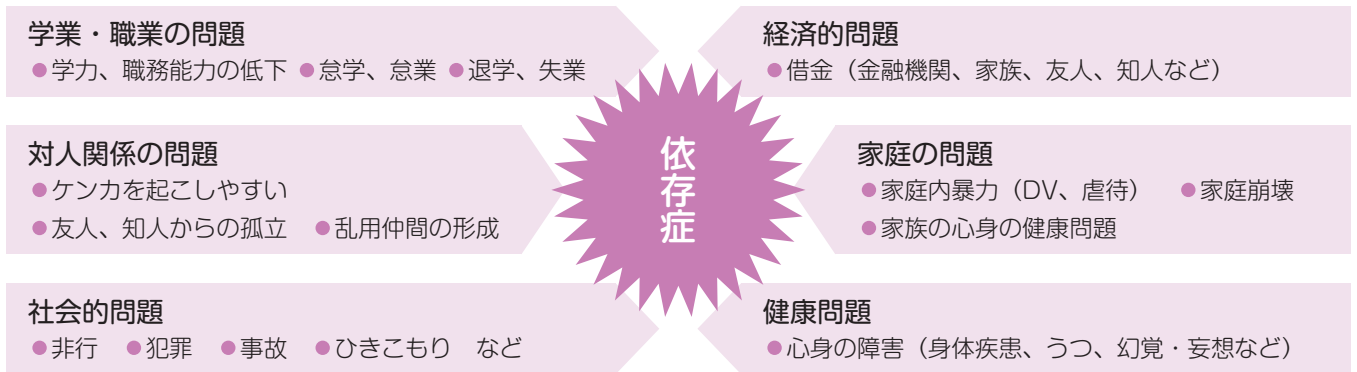 学業・職業の問題
●学力、職務能力の低下 ●怠学、怠業 ●退学、失業
経済的問題
●借金（金融機関、家族、友人、知人など）
対人関係の問題
●ケンカを起こしやすい
●友人、知人からの孤立 ●乱用仲間の形成
依存症
家庭の問題
●家庭内暴力（DV、虐待） ●家庭崩壊
●家族の心身の健康問題
社会的問題
●非行 ●犯罪 ●事故 ●ひきこもり など
健康問題
●心身の障害（身体疾患、うつ、幻覚・妄想など）